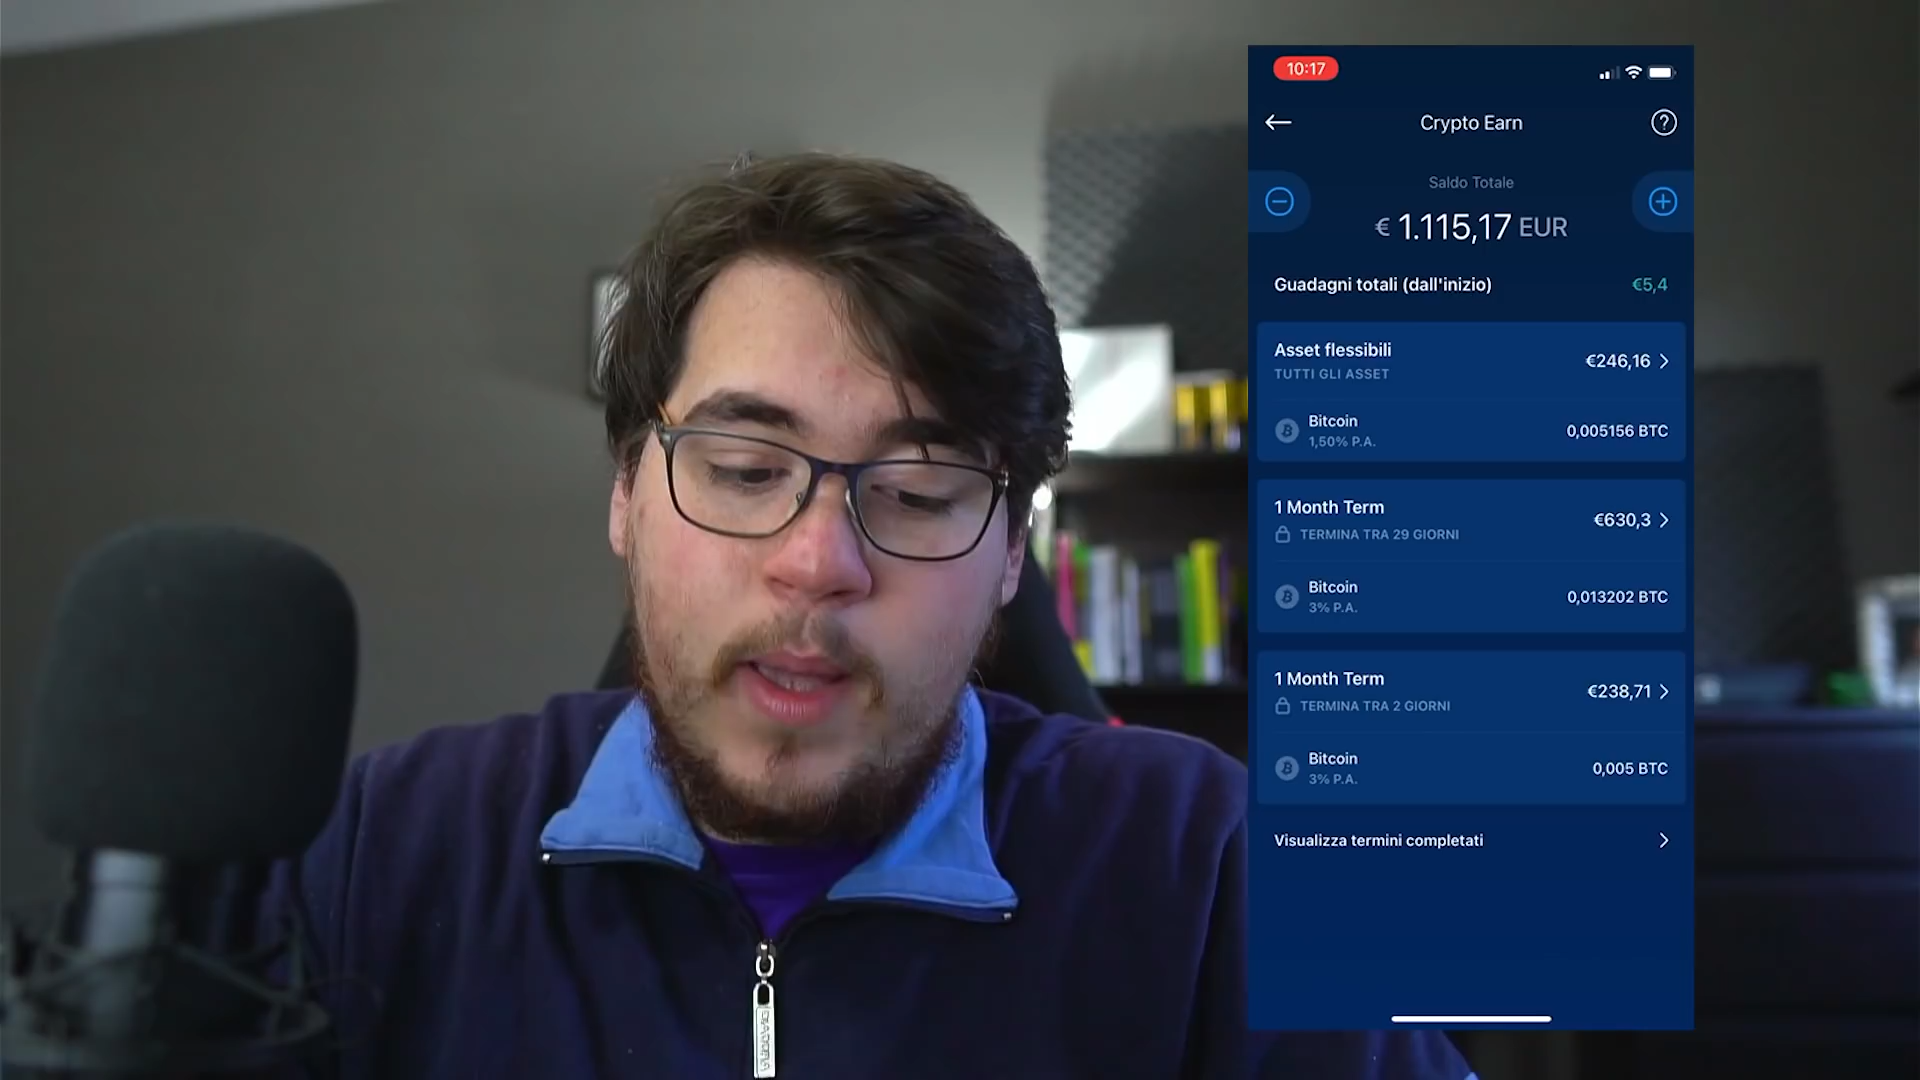 10:17
Crypto Earn
Saldo Totale
€ 1.115,17 EUR
Guadagni totali (dall'inizio) €5,4
Asset flessibili €246,16
TUTTI GLI ASSET
Bitcoin 0,005156 BTC
1,50% P.A.
1 Month Term €630,3
TERMINA TRA 29 GIORNI
Bitcoin 0,013202 BTC
3% P.A.
1 Month Term €238,71
TERMINA TRA 2 GIORNI
Bitcoin 0,005 BTC
3% P.A.
Visualizza termini completati
DIADORA